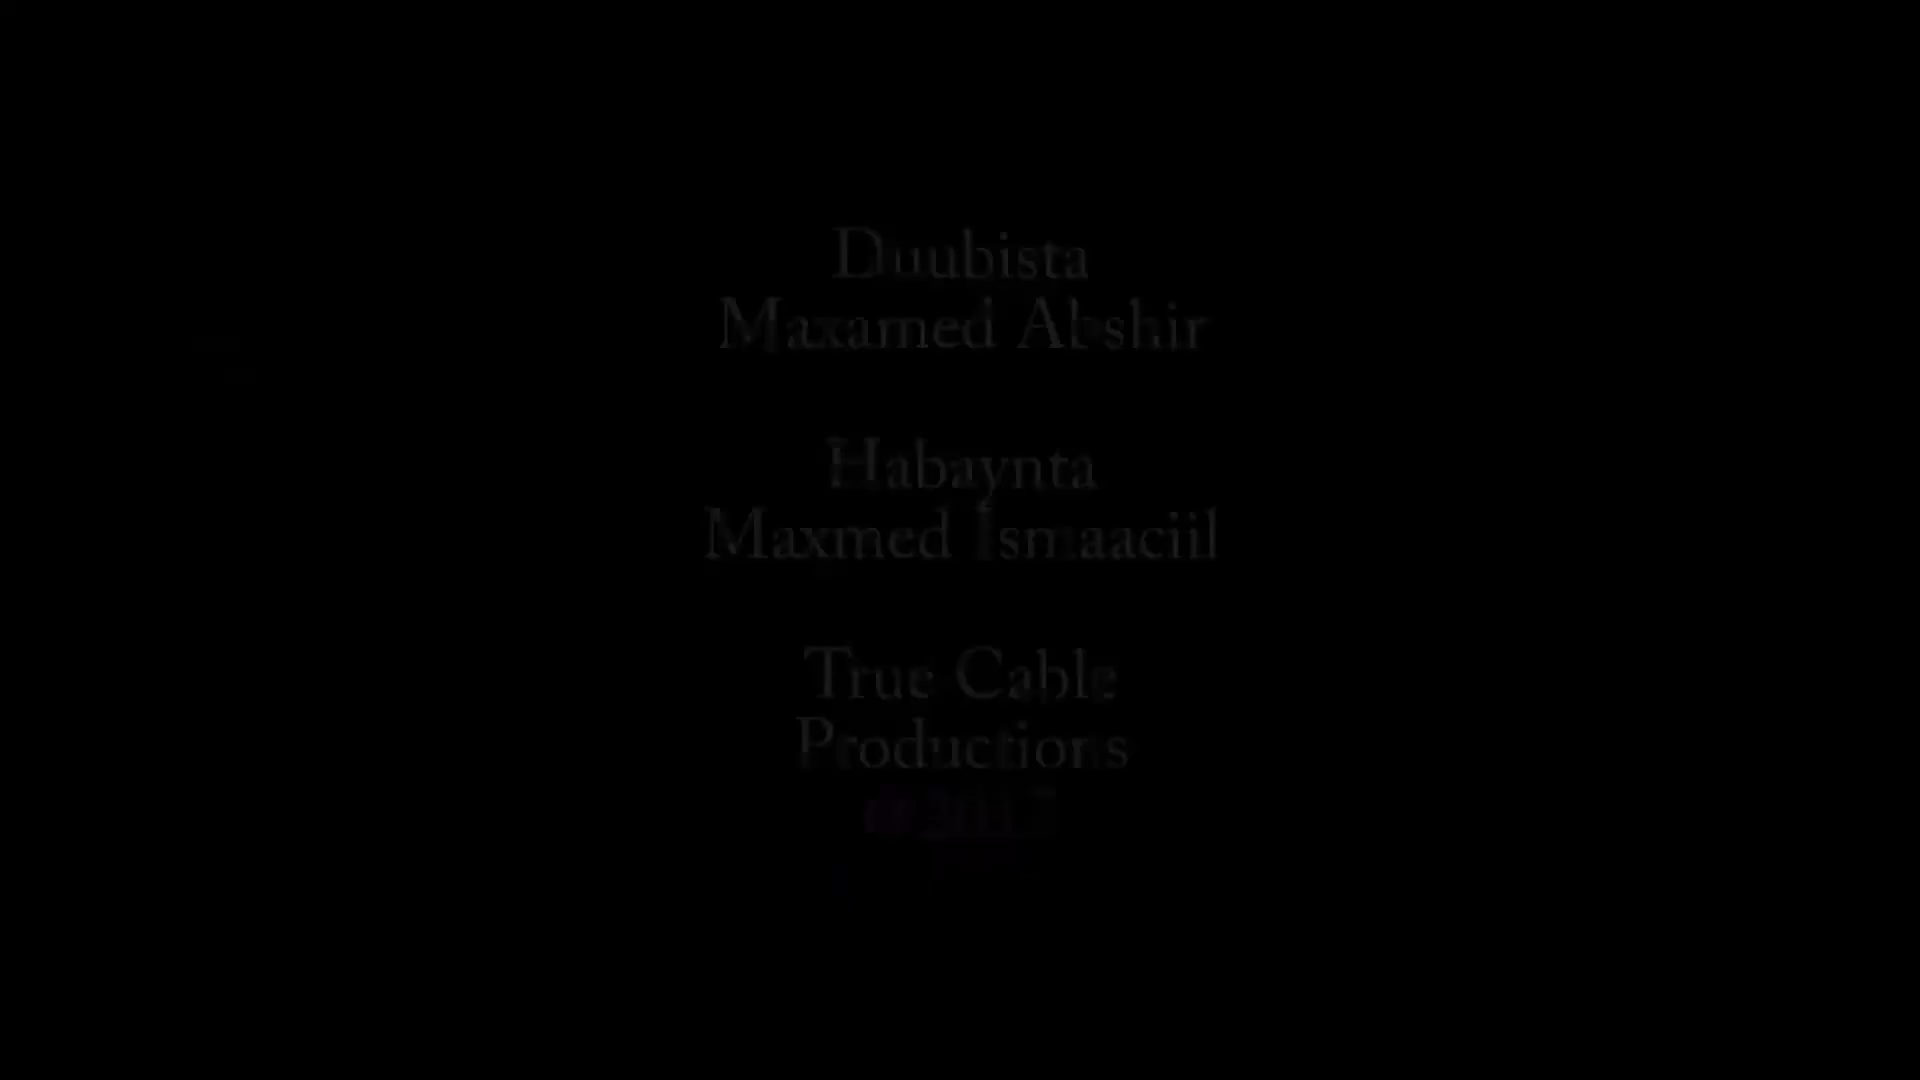 Duubista
Maxamed Abshir
Habaynta
Maxmed Ismaaciil
True Cable
Productions